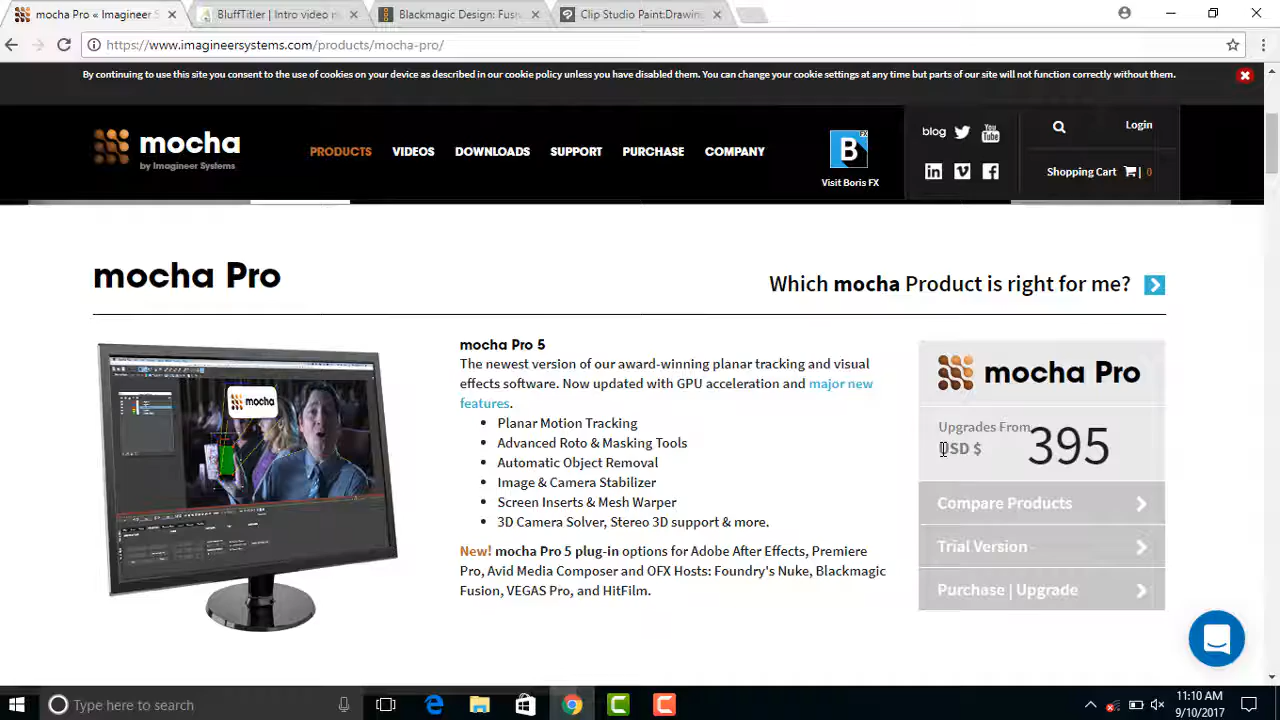 mocha Pro « Imagineer S
BluffTitler | Intro video m
Blackmagic Design: Fusi
Clip Studio Paint:Drawin
https://www.imagineersystems.com/products/mocha-pro/
By continuing to use this site you consent to the use of cookies on your device as described in our cookie policy unless you have disabled them. You can change your cookie settings at any time but parts of our site will not function correctly without them.
mocha
by Imagineer Systems
PRODUCTS VIDEOS DOWNLOADS SUPPORT PURCHASE COMPANY
B FX
Visit Boris FX
blog
You Tube
in
Login
Shopping Cart | 0
mocha Pro
Which mocha Product is right for me?
mocha
mocha Pro 5
The newest version of our award-winning planar tracking and visual
effects software. Now updated with GPU acceleration and major new
features.
• Planar Motion Tracking
• Advanced Roto & Masking Tools
• Automatic Object Removal
• Image & Camera Stabilizer
• Screen Inserts & Mesh Warper
• 3D Camera Solver, Stereo 3D support & more.
New! mocha Pro 5 plug-in options for Adobe After Effects, Premiere
Pro, Avid Media Composer and OFX Hosts: Foundry's Nuke, Blackmagic
Fusion, VEGAS Pro, and HitFilm.
mocha Pro
Upgrades From
USD $ 395
Compare Products
Trial Version
Purchase | Upgrade
Type here to search
11:10 AM
9/10/2017